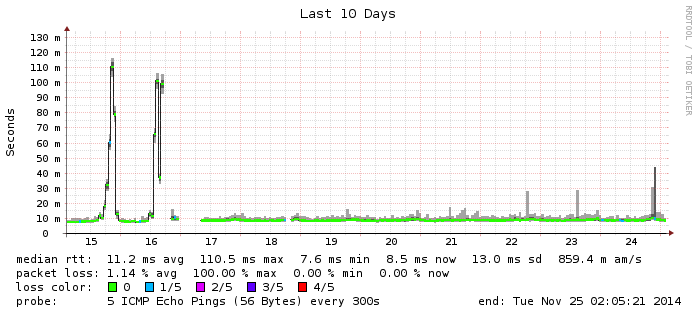 Last 10 Days
RRDTOOL / TOBI OETIKER
Seconds
130 m
120 m
110 m
100 m
90 m
80 m
70 m
60 m
50 m
40 m
30 m
20 m
10 m
0
15 16 17 18 19 20 21 22 23 24
median rtt: 11.2 ms avg 110.5 ms max 7.6 ms min 8.5 ms now 13.0 ms sd 859.4 m am/s
packet loss: 1.14 % avg 100.00 % max 0.00 % min 0.00 % now
loss color: 0 1/5 2/5 3/5 4/5
probe: 5 ICMP Echo Pings (56 Bytes) every 300s end: Tue Nov 25 02:05:21 2014